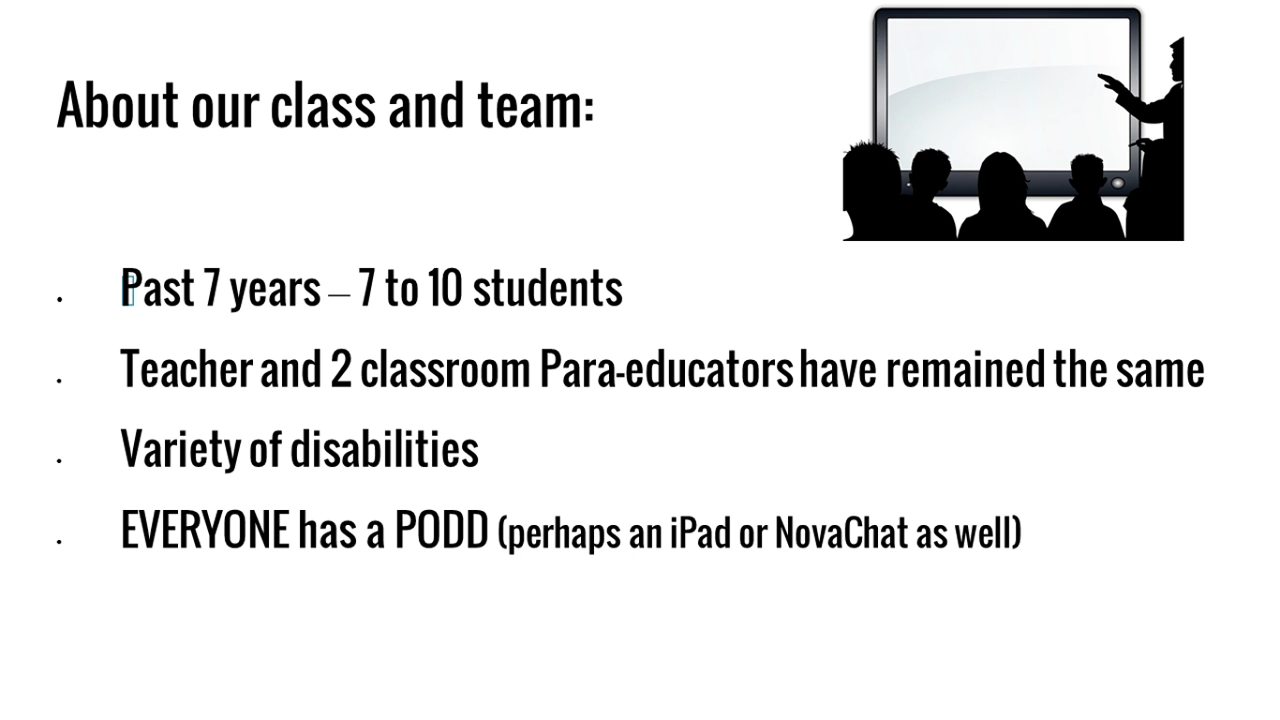 About our class and team:
• Past 7 years – 7 to 10 students
• Teacher and 2 classroom Para-educators have remained the same
• Variety of disabilities
• EVERYONE has a PODD (perhaps an iPad or NovaChat as well)